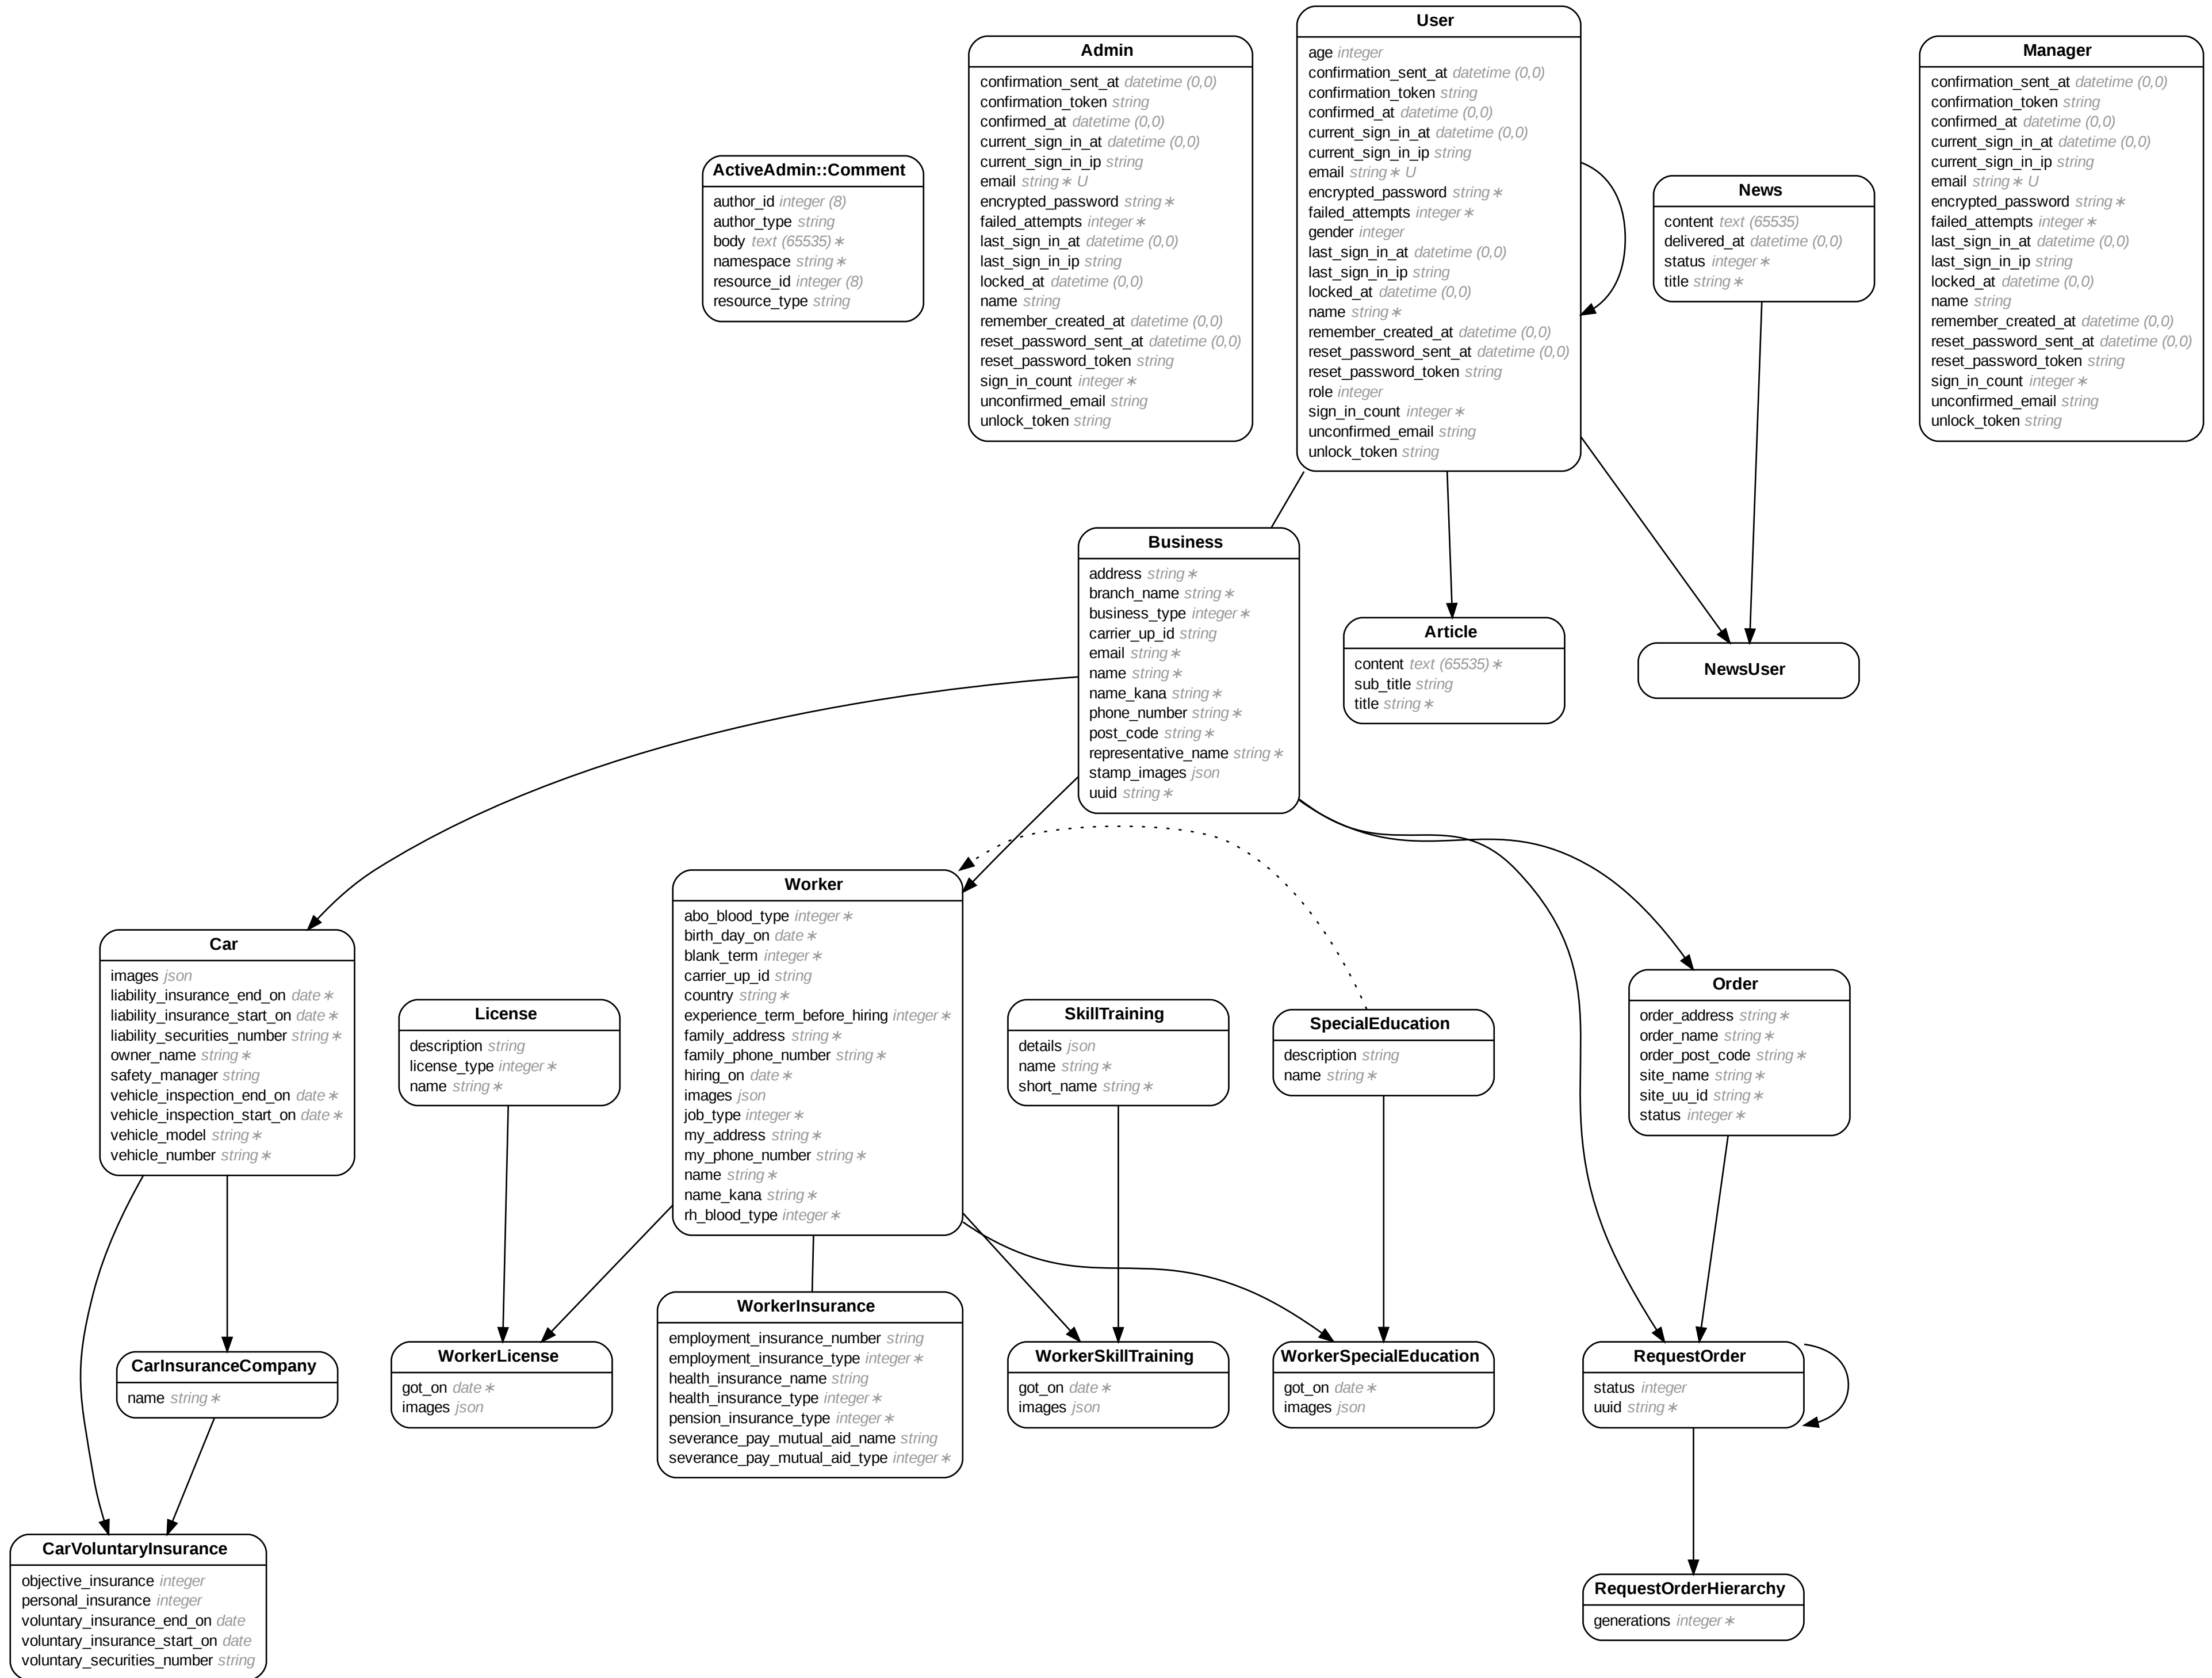 User
age integer
confirmation_sent_at datetime (0,0)
confirmation_token string
confirmed_at datetime (0,0)
current_sign_in_at datetime (0,0)
current_sign_in_ip string
email string∗ U
encrypted_password string∗
failed_attempts integer∗
gender integer
last_sign_in_at datetime (0,0)
last_sign_in_ip string
locked_at datetime (0,0)
name string∗
remember_created_at datetime (0,0)
reset_password_sent_at datetime (0,0)
reset_password_token string
role integer
sign_in_count integer∗
unconfirmed_email string
unlock_token string
Admin
confirmation_sent_at datetime (0,0)
confirmation_token string
confirmed_at datetime (0,0)
current_sign_in_at datetime (0,0)
current_sign_in_ip string
email string∗ U
encrypted_password string∗
failed_attempts integer∗
last_sign_in_at datetime (0,0)
last_sign_in_ip string
locked_at datetime (0,0)
name string
remember_created_at datetime (0,0)
reset_password_sent_at datetime (0,0)
reset_password_token string
sign_in_count integer∗
unconfirmed_email string
unlock_token string
Manager
confirmation_sent_at datetime (0,0)
confirmation_token string
confirmed_at datetime (0,0)
current_sign_in_at datetime (0,0)
current_sign_in_ip string
email string∗ U
encrypted_password string∗
failed_attempts integer∗
last_sign_in_at datetime (0,0)
last_sign_in_ip string
locked_at datetime (0,0)
name string
remember_created_at datetime (0,0)
reset_password_sent_at datetime (0,0)
reset_password_token string
sign_in_count integer∗
unconfirmed_email string
unlock_token string
ActiveAdmin::Comment
author_id integer (8)
author_type string
body text (65535)∗
namespace string∗
resource_id integer (8)
resource_type string
News
content text (65535)
delivered_at datetime (0,0)
status integer∗
title string∗
Business
address string∗
branch_name string∗
business_type integer∗
carrier_up_id string
email string∗
name string∗
name_kana string∗
phone_number string∗
post_code string∗
representative_name string∗
stamp_images json
uuid string∗
Article
content text (65535)∗
sub_title string
title string∗
NewsUser
Worker
abo_blood_type integer∗
birth_day_on date∗
blank_term integer∗
carrier_up_id string
country string∗
experience_term_before_hiring integer∗
family_address string∗
family_phone_number string∗
hiring_on date∗
images json
job_type integer∗
my_address string∗
my_phone_number string∗
name string∗
name_kana string∗
rh_blood_type integer∗
Car
images json
liability_insurance_end_on date∗
liability_insurance_start_on date∗
liability_securities_number string∗
owner_name string∗
safety_manager string
vehicle_inspection_end_on date∗
vehicle_inspection_start_on date∗
vehicle_model string∗
vehicle_number string∗
License
description string
license_type integer∗
name string∗
SkillTraining
details json
name string∗
short_name string∗
SpecialEducation
description string
name string∗
Order
order_address string∗
order_name string∗
order_post_code string∗
site_name string∗
site_uu_id string∗
status integer∗
CarInsuranceCompany
name string∗
WorkerLicense
got_on date∗
images json
WorkerInsurance
employment_insurance_number string
employment_insurance_type integer∗
health_insurance_name string
health_insurance_type integer∗
pension_insurance_type integer∗
severance_pay_mutual_aid_name string
severance_pay_mutual_aid_type integer∗
WorkerSkillTraining
got_on date∗
images json
WorkerSpecialEducation
got_on date∗
images json
RequestOrder
status integer
uuid string∗
CarVoluntaryInsurance
objective_insurance integer
personal_insurance integer
voluntary_insurance_end_on date
voluntary_insurance_start_on date
voluntary_securities_number string
RequestOrderHierarchy
generations integer∗